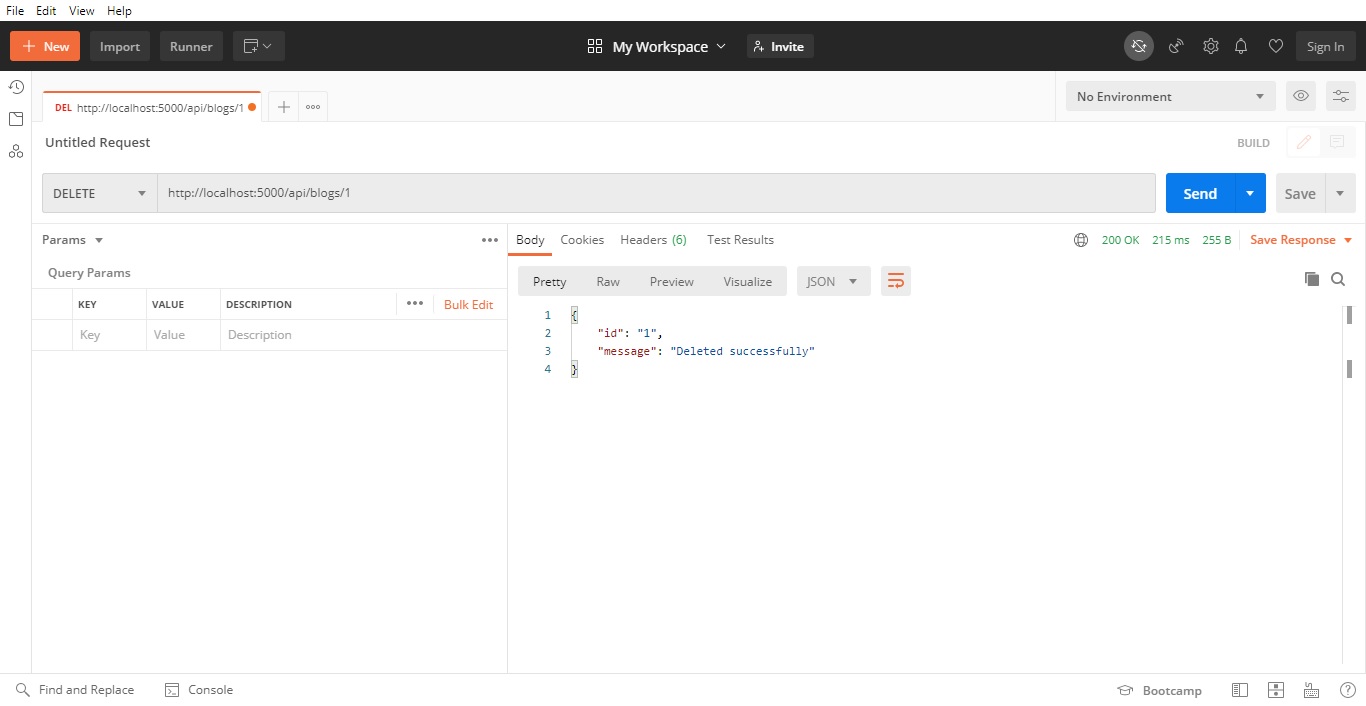 File Edit View Help
New Import Runner My Workspace Invite Sign In
DEL http://localhost:5000/api/blogs/1 No Environment
Untitled Request BUILD
DELETE http://localhost:5000/api/blogs/1 Send Save
Params Body Cookies Headers (6) Test Results 200 OK 215 ms 255 B Save Response
Query Params Pretty Raw Preview Visualize JSON
KEY VALUE DESCRIPTION Bulk Edit
Key Value Description
1 {
2 "id": "1",
3 "message": "Deleted successfully"
4 }
Find and Replace Console Bootcamp